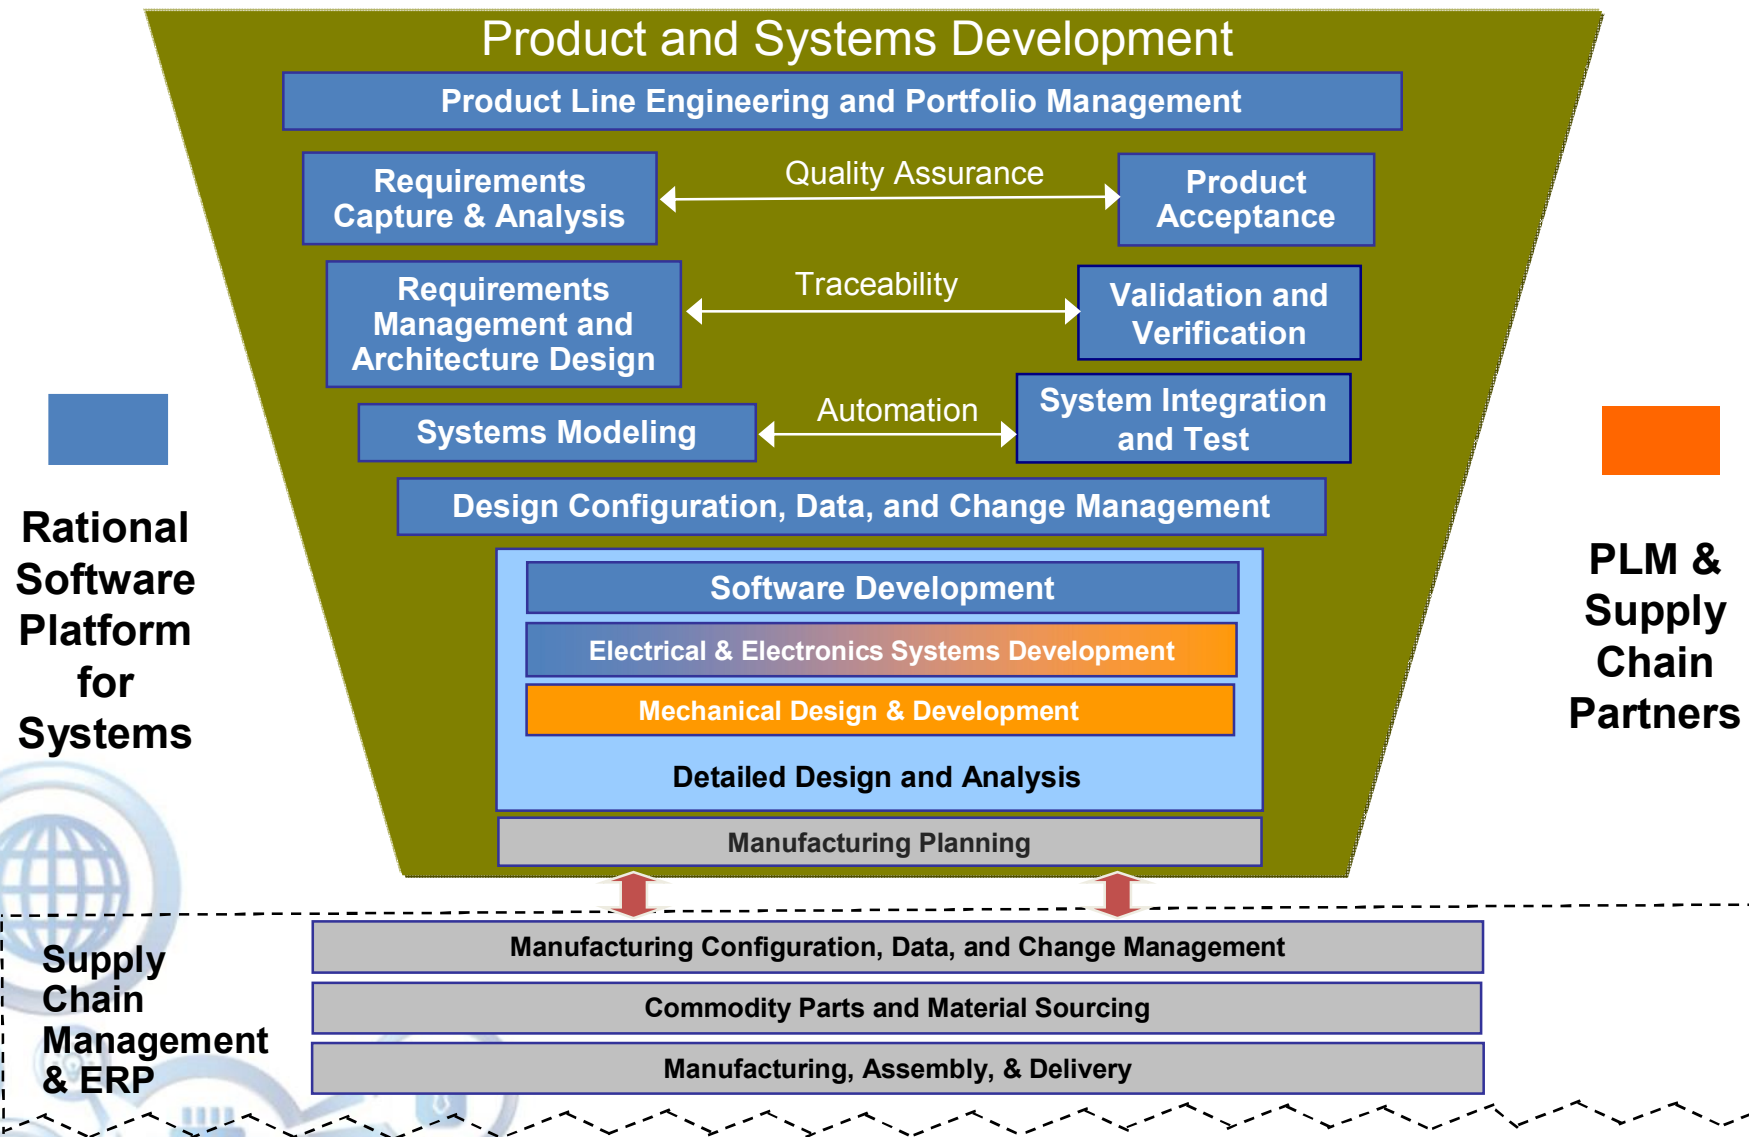 Product and Systems Development
Product Line Engineering and Portfolio Management
Requirements
Capture & Analysis
Quality Assurance
Product
Acceptance
Requirements
Management and
Architecture Design
Traceability
Validation and
Verification
Systems Modeling
Automation
System Integration
and Test
Design Configuration, Data, and Change Management
Software Development
Electrical & Electronics Systems Development
Mechanical Design & Development
Detailed Design and Analysis
Manufacturing Planning
Rational
Software
Platform
for
Systems
PLM &
Supply
Chain
Partners
Supply
Chain
Management
& ERP
Manufacturing Configuration, Data, and Change Management
Commodity Parts and Material Sourcing
Manufacturing, Assembly, & Delivery